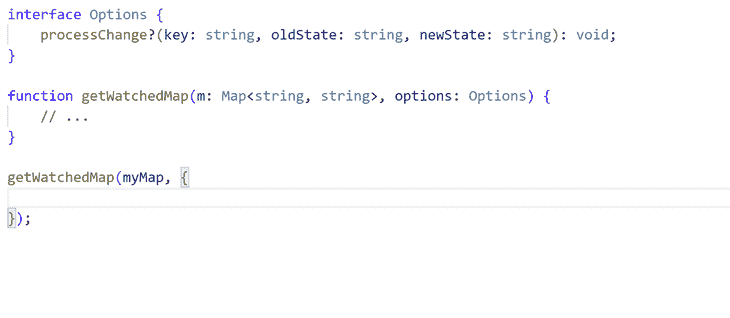 interface Options {
    processChange?(key: string, oldState: string, newState: string): void;
}
function getWatchedMap(m: Map<string, string>, options: Options) {
    // ...
}
getWatchedMap(myMap, {
});